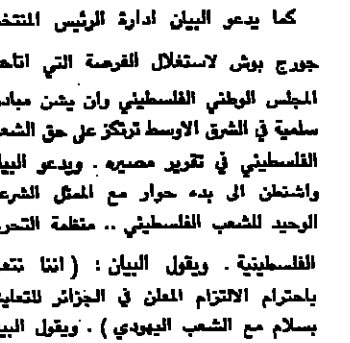 كما يدعو البيان ادارة الرئيس المنتخ
جورج بوش لاستغلال الفرصة التي اتاح
المجلس الوطني الفلسطيني وان يشن مباد
سلمية في الشرق الاوسط ترتكز على حق الشع
الفلسطيني في تقرير مصيره . ويدعو البيا
واشنطن الى بدء حوار مع الممثل الشرع
الوحيد للشعب الفلسطيني .. منظمة التحر
الفلسطينية . ويقول البيان : ( اننا نتع
باحترام الالتزام المعلن في الجزائر للتعاي
بسلام مع الشعب اليهودي ) . ويقول البي